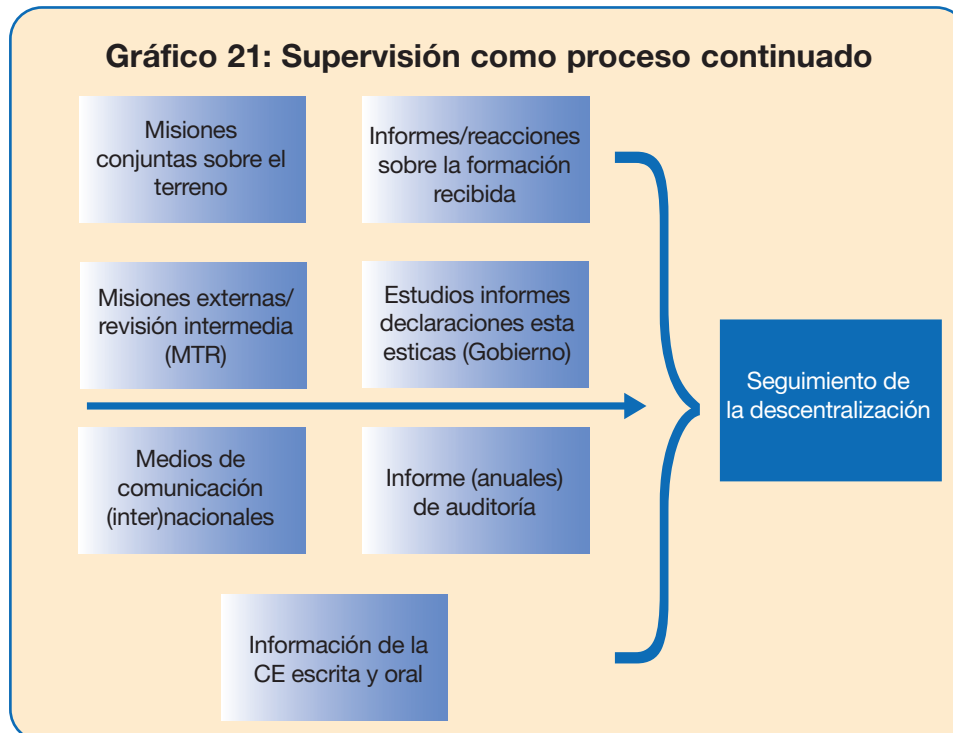 Gráfico 21: Supervisión como proceso continuado
Misiones
conjuntas sobre el
terreno
Informes/reacciones
sobre la formación
recibida
Misiones externas/
revisión intermedia
(MTR)
Estudios informes
declaraciones esta
esticas (Gobierno)
Seguimiento de
la descentralización
Medios de
comunicación
(inter)nacionales
Informe (anuales)
de auditoría
Información de la
CE escrita y oral